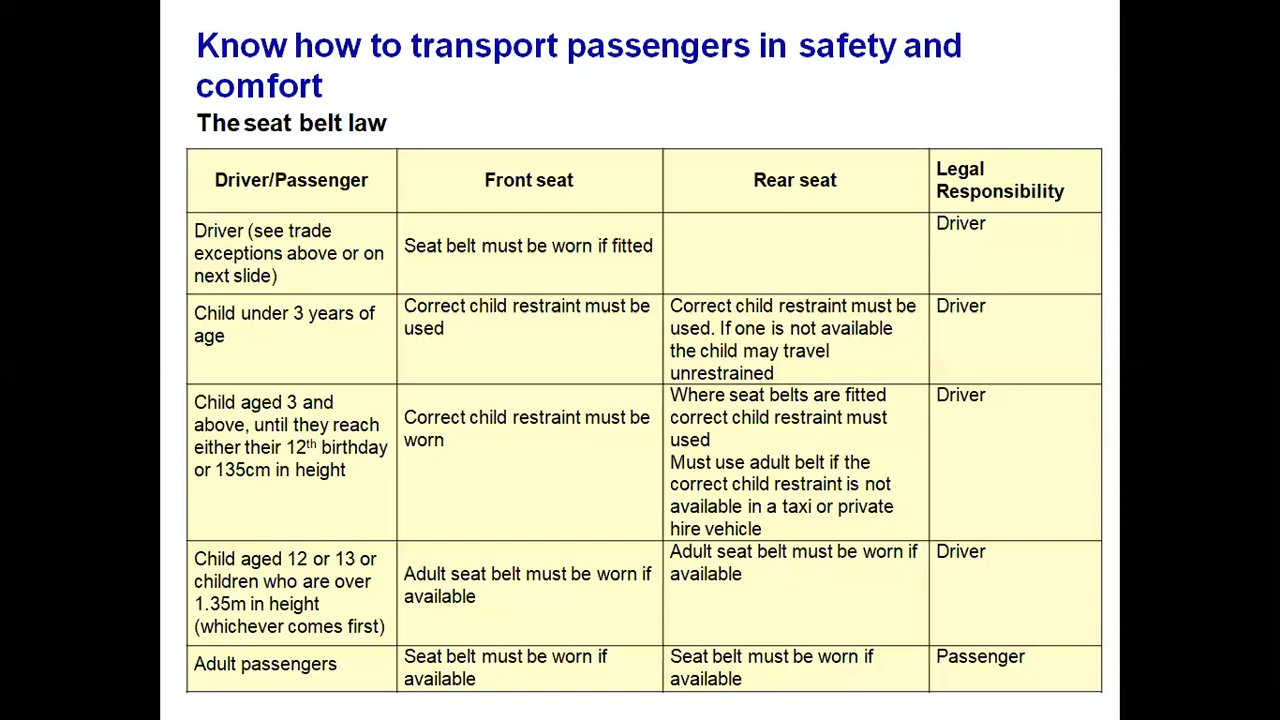 Know how to transport passengers in safety and
comfort
The seat belt law
Driver/Passenger
Front seat
Rear seat
Legal
Responsibility
Driver (see trade
exceptions above or on
next slide)
Seat belt must be worn if fitted
Driver
Child under 3 years of
age
Correct child restraint must be
used
Correct child restraint must be
used. If one is not available
the child may travel
unrestrained
Driver
Child aged 3 and
above, until they reach
either their 12th birthday
or 135cm in height
Correct child restraint must be
worn
Where seat belts are fitted
correct child restraint must
used
Must use adult belt if the
correct child restraint is not
available in a taxi or private
hire vehicle
Driver
Child aged 12 or 13 or
children who are over
1.35m in height
(whichever comes first)
Adult seat belt must be worn if
available
Adult seat belt must be worn if
available
Driver
Adult passengers
Seat belt must be worn if
available
Seat belt must be worn if
available
Passenger